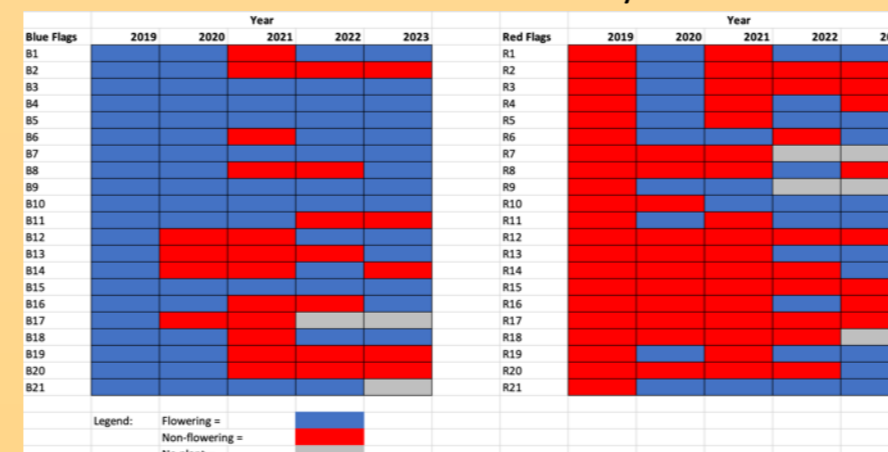 Year Year
Blue Flags 2019 2020 2021 2022 2023 Red Flags 2019 2020 2021 2022
B1 R1
B2 R2
B3 R3
B4 R4
B5 R5
B6 R6
B7 R7
B8 R8
B9 R9
B10 R10
B11 R11
B12 R12
B13 R13
B14 R14
B15 R15
B16 R16
B17 R17
B18 R18
B19 R19
B20 R20
B21 R21
Legend: Flowering =
Non-flowering =